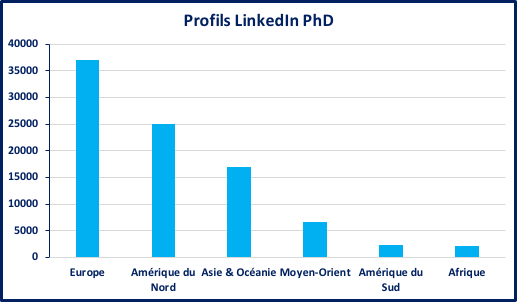 Profils LinkedIn PhD
40000
35000
30000
25000
20000
15000
10000
5000
0
Europe
Amérique du
Nord
Asie & Océanie
Moyen-Orient
Amérique du
Sud
Afrique